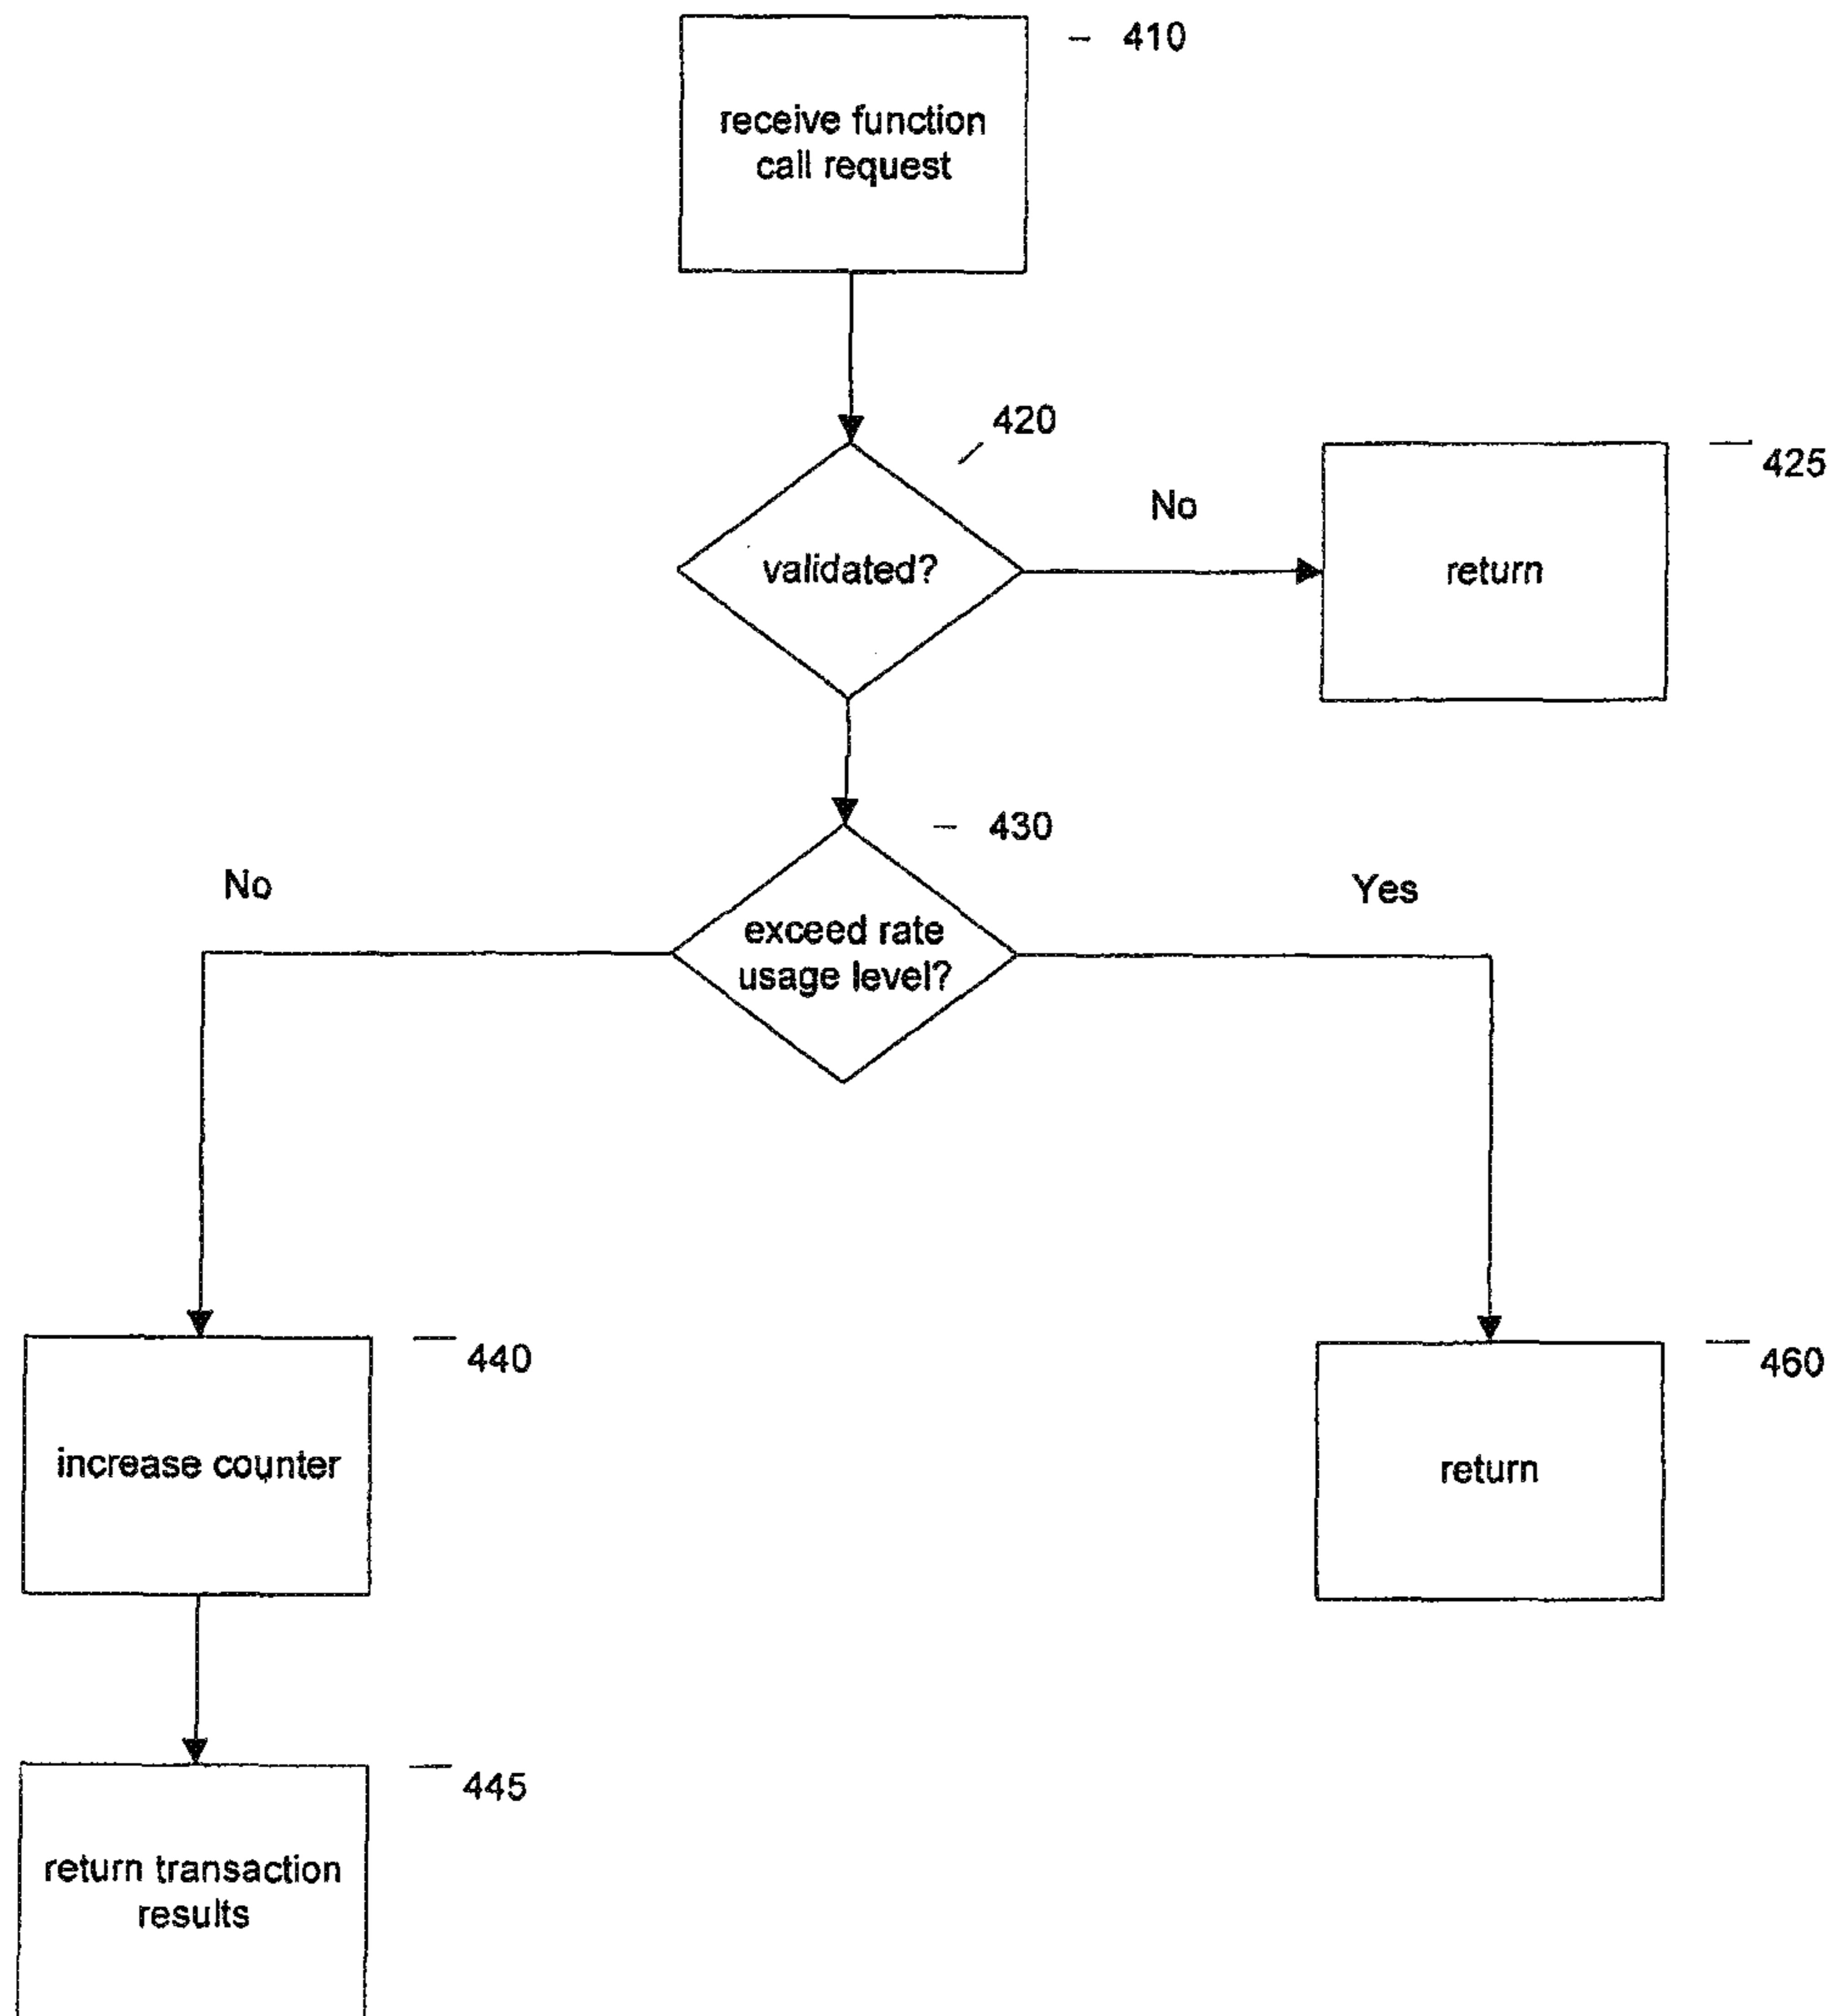 410
receive function
call request
420
No
425
validated?
return
430
No
Yes
exceed rate
usage level?
440
460
increase counter
return
445
return transaction
results